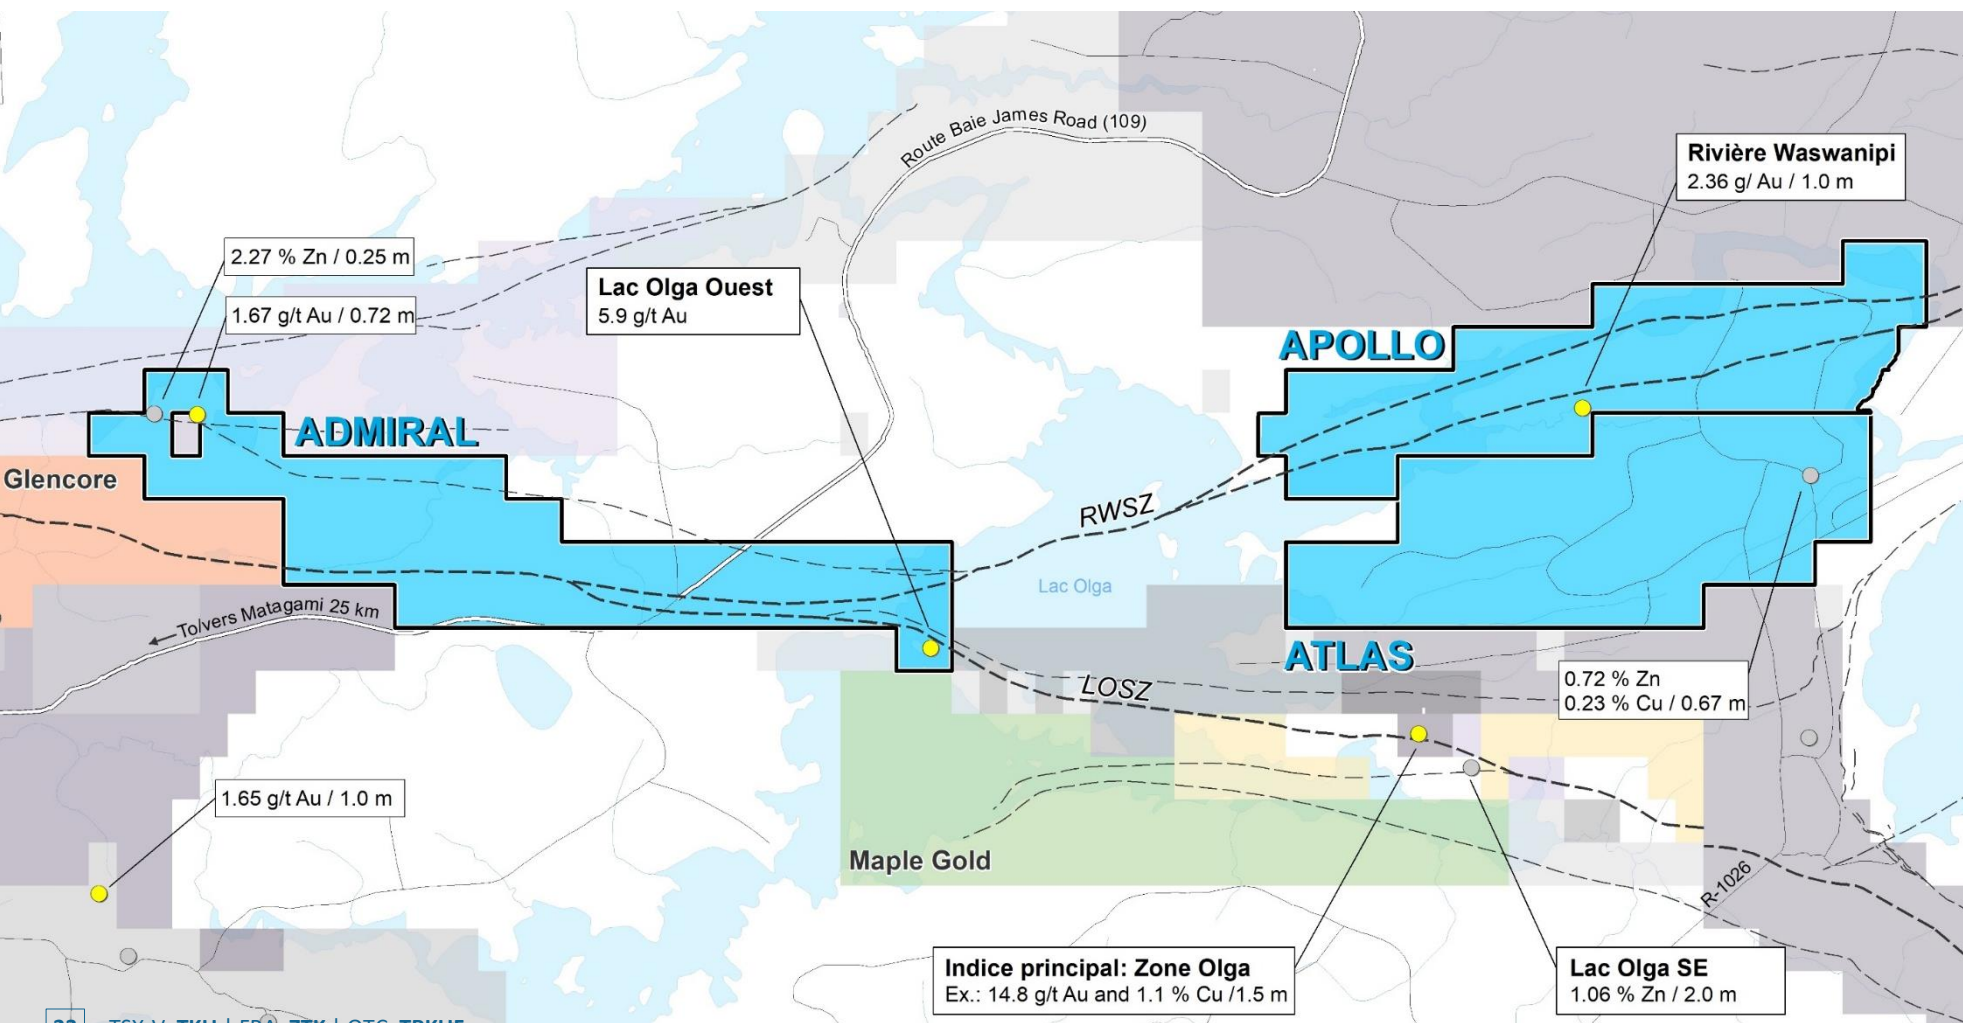 Route Baie James Road (109)
Rivière Waswanipi
2.36 g/ Au / 1.0 m
2.27 % Zn / 0.25 m
1.67 g/t Au / 0.72 m
Lac Olga Ouest
5.9 g/t Au
APOLLO
ADMIRAL
Glencore
RWSZ
Lac Olga
To/vers Matagami 25 km
ATLAS
LOSZ
0.72 % Zn
0.23 % Cu / 0.67 m
1.65 g/t Au / 1.0 m
Maple Gold
R-1026
Indice principal: Zone Olga
Ex.: 14.8 g/t Au and 1.1 % Cu /1.5 m
Lac Olga SE
1.06 % Zn / 2.0 m